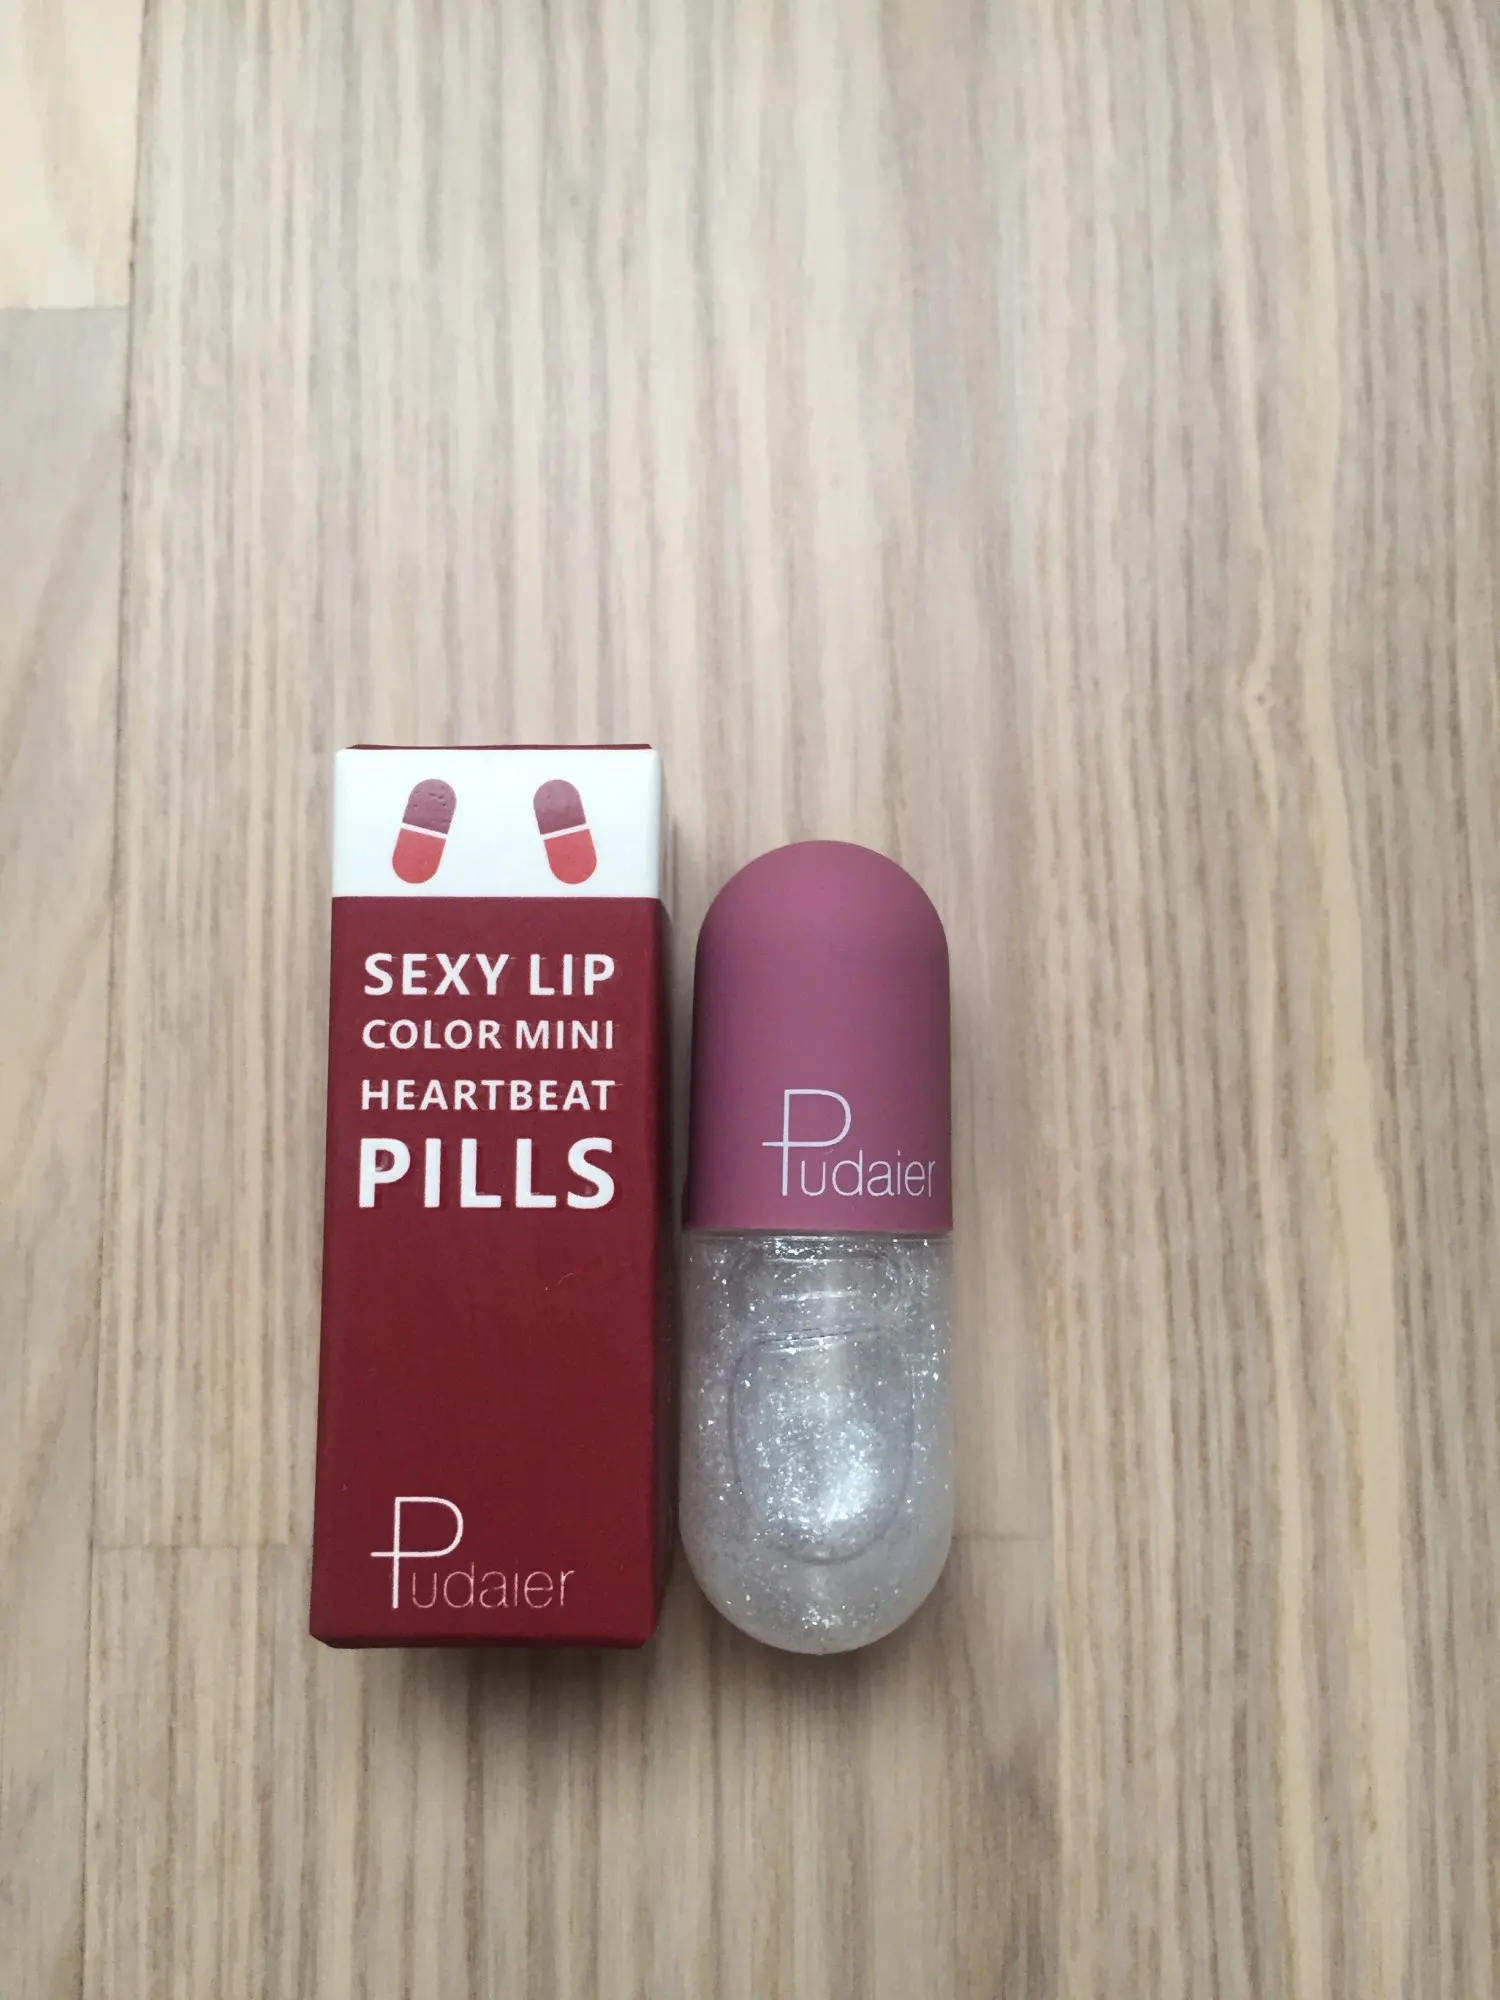 SEXY LIP
COLOR MINI
HEARTBEAT
PILLS
Pudaier
Pudaier